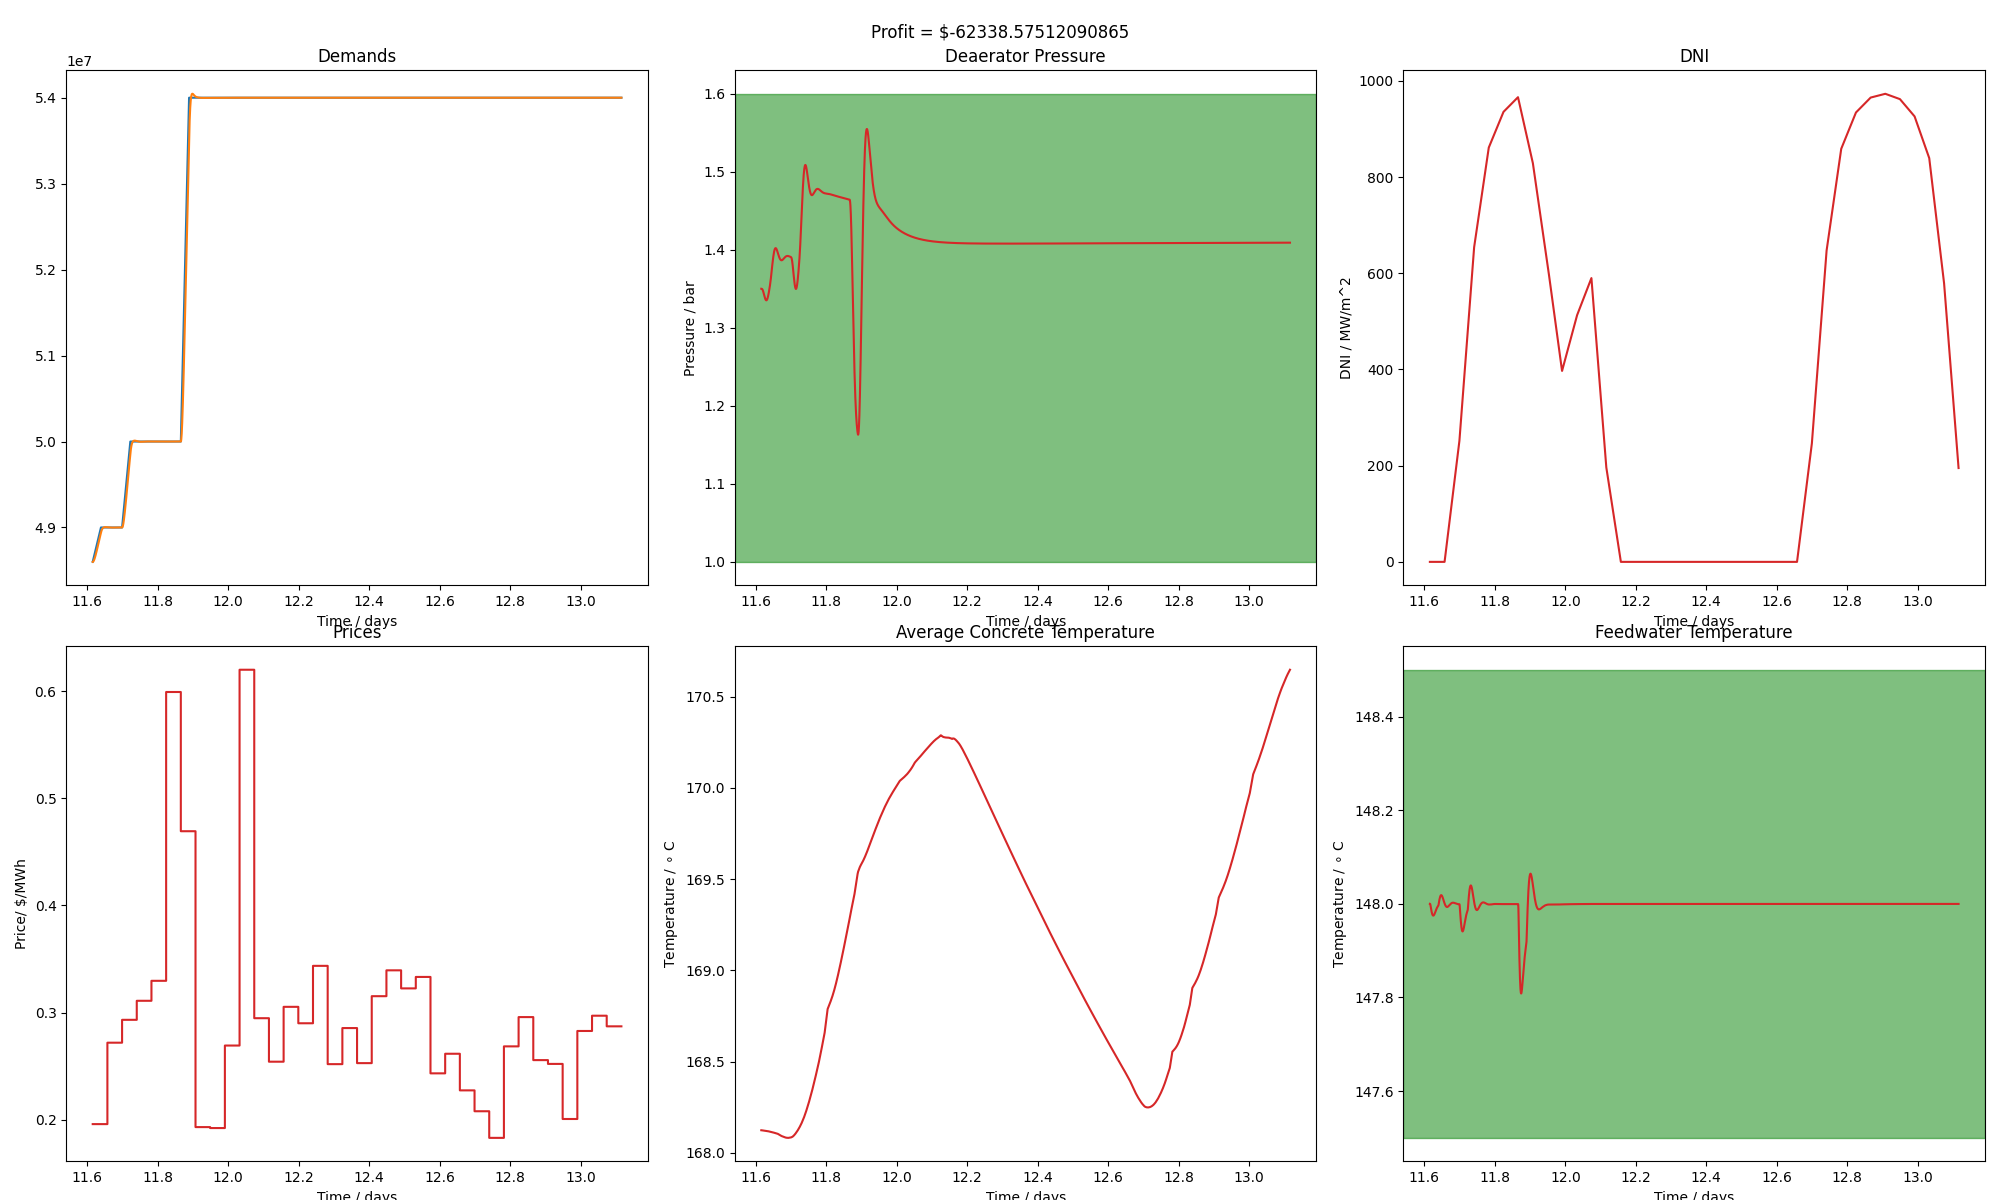 Profit = $-62338.57512090865
Demands
1e7
5.4
5.3
5.2
5.1
5.0
4.9
11.6 11.8 12.0 12.2 12.4 12.6 12.8 13.0
Time / days
Deaerator Pressure
Pressure / bar
1.6
1.5
1.4
1.3
1.2
1.1
1.0
11.6 11.8 12.0 12.2 12.4 12.6 12.8 13.0
Time / days
DNI
DNI / MW/m^2
1000
800
600
400
200
0
11.6 11.8 12.0 12.2 12.4 12.6 12.8 13.0
Time / days
Prices
Price/ $/MWh
0.6
0.5
0.4
0.3
0.2
11.6 11.8 12.0 12.2 12.4 12.6 12.8 13.0
Time / days
Average Concrete Temperature
Temperature / ∘ C
170.5
170.0
169.5
169.0
168.5
168.0
11.6 11.8 12.0 12.2 12.4 12.6 12.8 13.0
Time / days
Feedwater Temperature
Temperature / ∘ C
148.4
148.2
148.0
147.8
147.6
11.6 11.8 12.0 12.2 12.4 12.6 12.8 13.0
Time / days